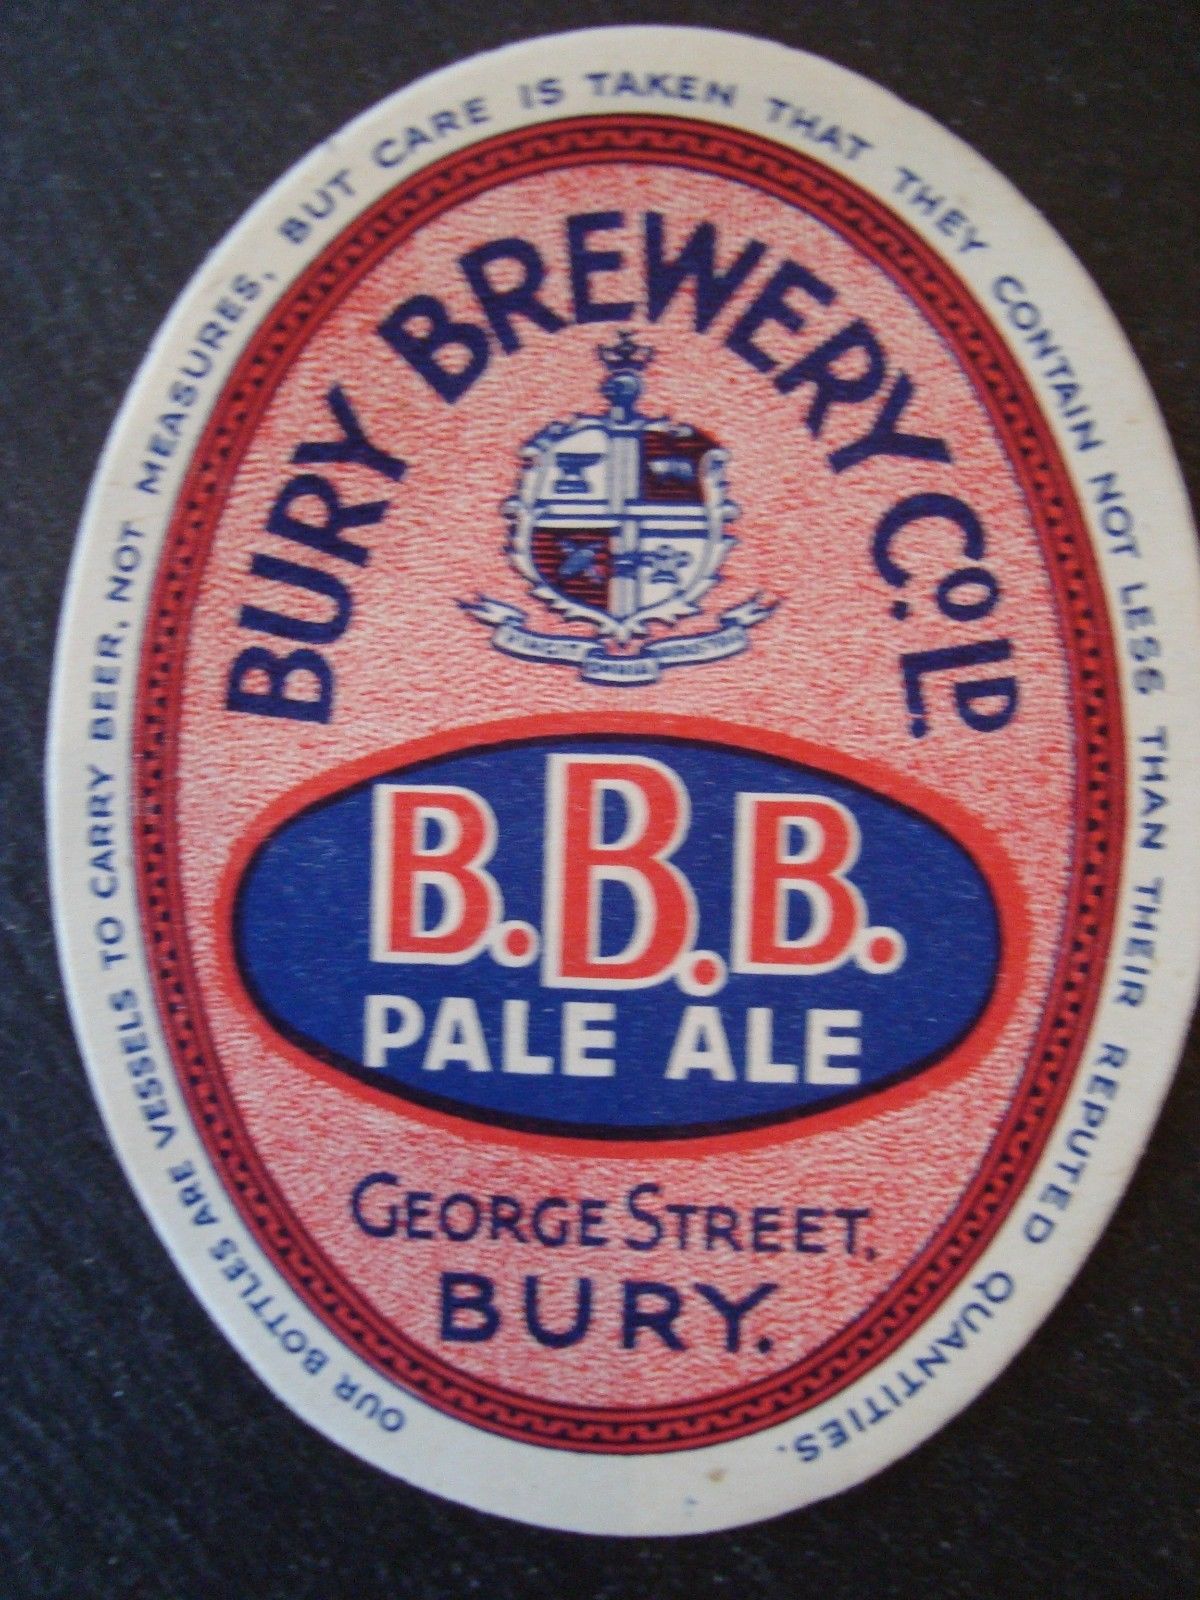 OUR BOTTLES ARE VESSELS TO CARRY BEER, NOT MEASURES, BUT CARE IS TAKEN THAT THEY CONTAIN NOT LESS THAN THEIR REPUTED QUANTITIES.
BURY BREWERY Co. LD.
B.B.B.
PALE ALE
GEORGE STREET,
BURY.